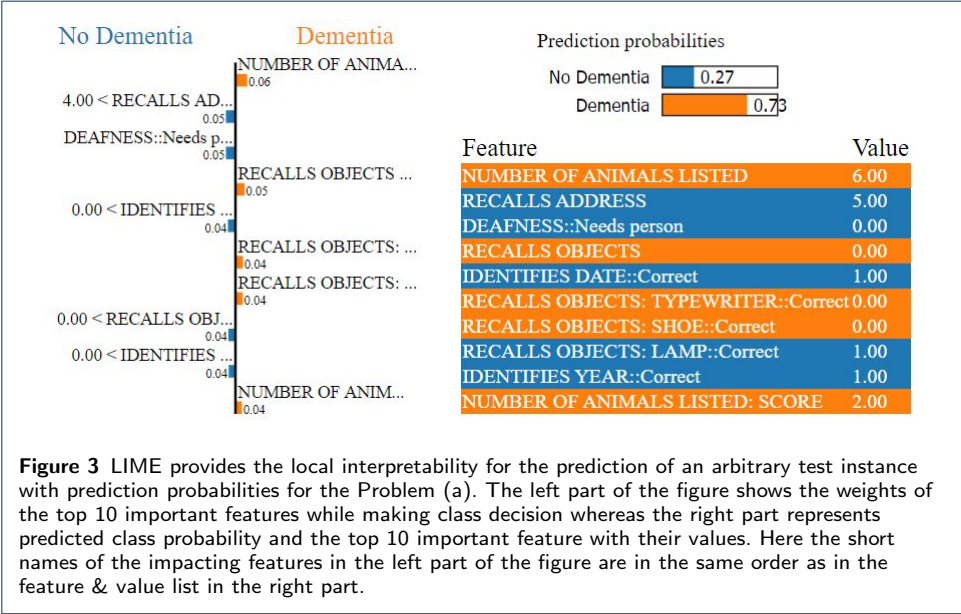 No Dementia
Dementia
NUMBER OF ANIMA...
0.06
4.00 < RECALLS AD...
0.05
DEAFNESS::Needs p...
0.05
RECALLS OBJECTS ...
0.05
0.00 < IDENTIFIES ...
0.04
RECALLS OBJECTS: ...
0.04
RECALLS OBJECTS: ...
0.04
0.00 < RECALLS OBJ...
0.04
0.00 < IDENTIFIES ...
0.04
NUMBER OF ANIM...
0.04
Prediction probabilities
No Dementia 0.27
Dementia 0.73
Feature Value
NUMBER OF ANIMALS LISTED 6.00
RECALLS ADDRESS 5.00
DEAFNESS::Needs person 0.00
RECALLS OBJECTS 0.00
IDENTIFIES DATE::Correct 1.00
RECALLS OBJECTS: TYPEWRITER::Correct 0.00
RECALLS OBJECTS: SHOE::Correct 0.00
RECALLS OBJECTS: LAMP::Correct 1.00
IDENTIFIES YEAR::Correct 1.00
NUMBER OF ANIMALS LISTED: SCORE 2.00
Figure 3 LIME provides the local interpretability for the prediction of an arbitrary test instance
with prediction probabilities for the Problem (a). The left part of the figure shows the weights of
the top 10 important features while making class decision whereas the right part represents
predicted class probability and the top 10 important feature with their values. Here the short
names of the impacting features in the left part of the figure are in the same order as in the
feature & value list in the right part.